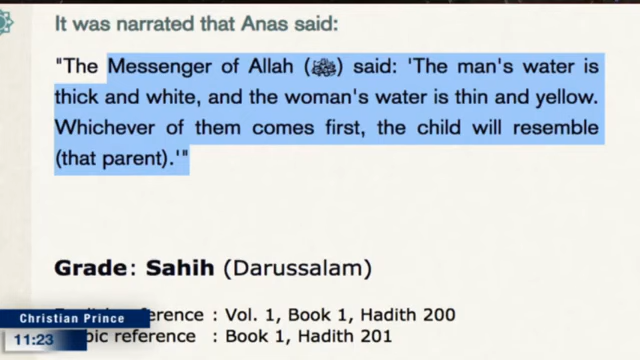 It was narrated that Anas said:
"The Messenger of Allah (ﷺ) said: 'The man's water is
thick and white, and the woman's water is thin and yellow.
Whichever of them comes first, the child will resemble
(that parent).'"
Grade: Sahih (Darussalam)
reference : Vol. 1, Book 1, Hadith 200
Christian Prince
reference : Book 1, Hadith 201
11:23